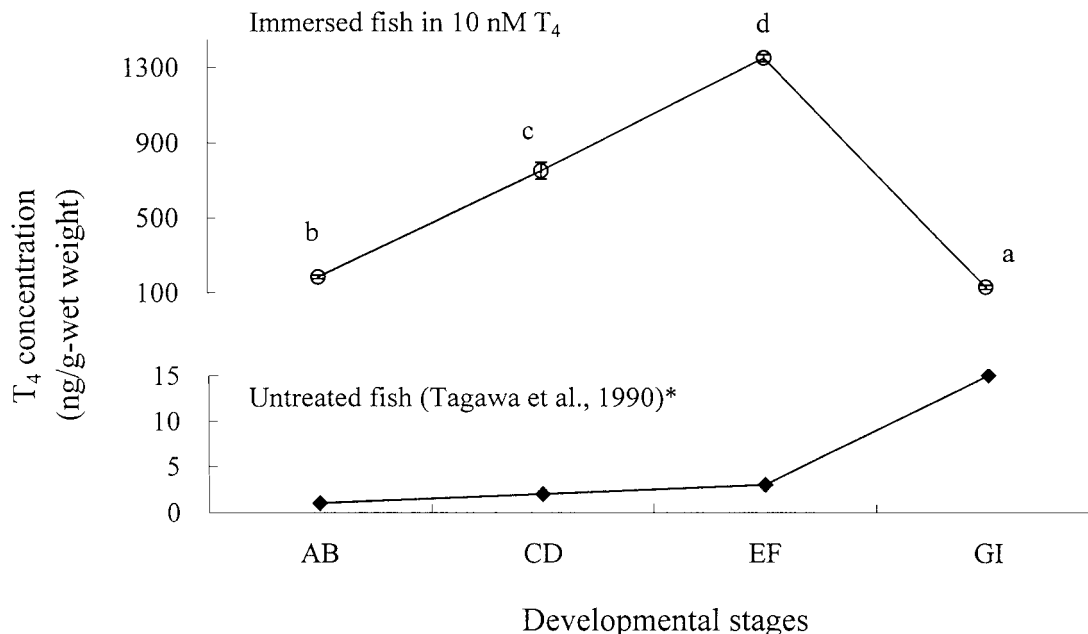 Immersed fish in 10 nM T₄
d
1300
c
900
T₄ concentration
(ng/g-wet weight)
500
b
a
100
15
Untreated fish (Tagawa et al., 1990)*
10
5
0
AB CD EF GI
Developmental stages